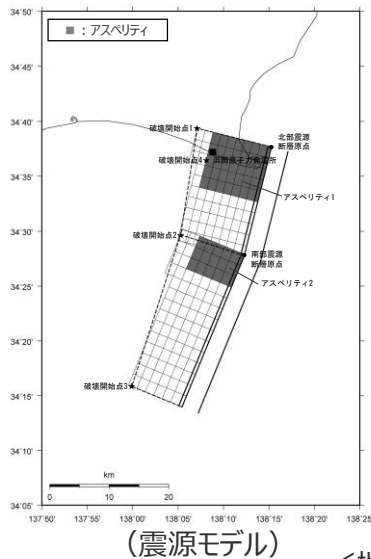 ■ : アスペリティ
34˚50'
34˚40'
34˚35'
34˚30'
34˚25'
34˚15'
34˚10'
34˚05'
破壊開始点1
北部震源
断層原点
破壊開始点4 浜岡原子力発電所
アスペリティ1
破壊開始点2
南部震源
断層原点
アスペリティ2
破壊開始点3
km
0 10 20
137˚50' 137˚55' 138˚00' 138˚05' 138˚10' 138˚15' 138˚20' 138˚25'
(震源モデル)